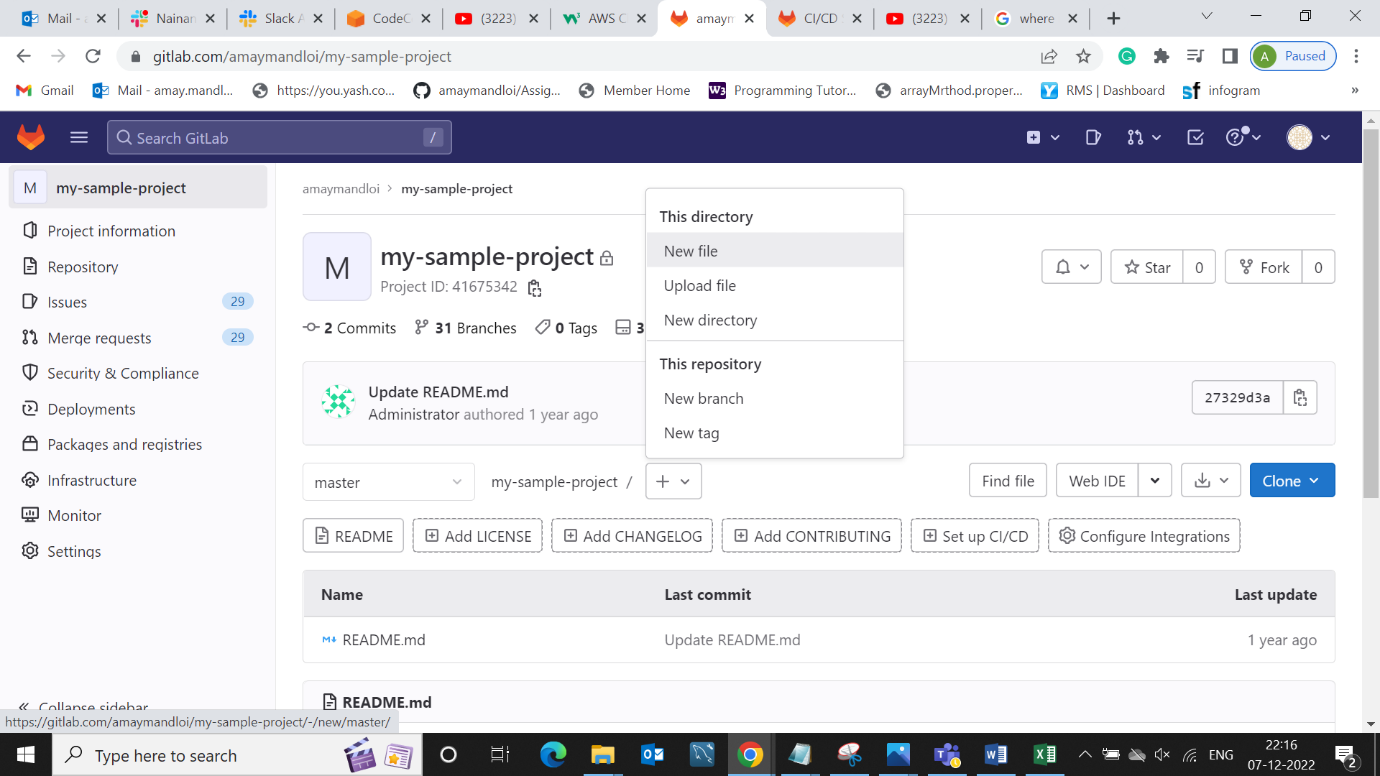 Mail - a
Nainan
Slack A
CodeC
(3223)
AWS C
amaym
CI/CD
(3223)
where
gitlab.com/amaymandloi/my-sample-project
A Paused
Gmail
Mail - amay.mandl...
https://you.yash.co...
amaymandloi/Assig...
Member Home
Programming Tutor...
arrayMrthod.proper...
RMS | Dashboard
infogram
»
Search GitLab /
M my-sample-project
Project information
Repository
Issues 29
Merge requests 29
Security & Compliance
Deployments
Packages and registries
Infrastructure
Monitor
Settings
« Collapse sidebar
https://gitlab.com/amaymandloi/my-sample-project/-/new/master/
amaymandloi > my-sample-project
M
my-sample-project
Project ID: 41675342
Star 0
Fork 0
2 Commits 31 Branches 0 Tags 3
This directory
New file
Upload file
New directory
This repository
New branch
New tag
Update README.md
Administrator authored 1 year ago
27329d3a
master
my-sample-project / +
Find file
Web IDE
Clone
README
Add LICENSE
Add CHANGELOG
Add CONTRIBUTING
Set up CI/CD
Configure Integrations
Name Last commit Last update
README.md Update README.md 1 year ago
README.md
Type here to search
ENG
22:16
07-12-2022
2